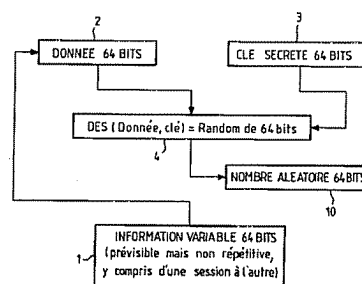 2
3
DONNEE 64 BITS
CLE SECRETE 64 BITS
DES (Donnée, clé) = Random de 64 bits
4
NOMBRE ALEATOIRE 64 BITS
10
INFORMATION VARIABLE 64 BITS
(prévisible mais non répétitive,
y compris d'une session à l'autre)
1